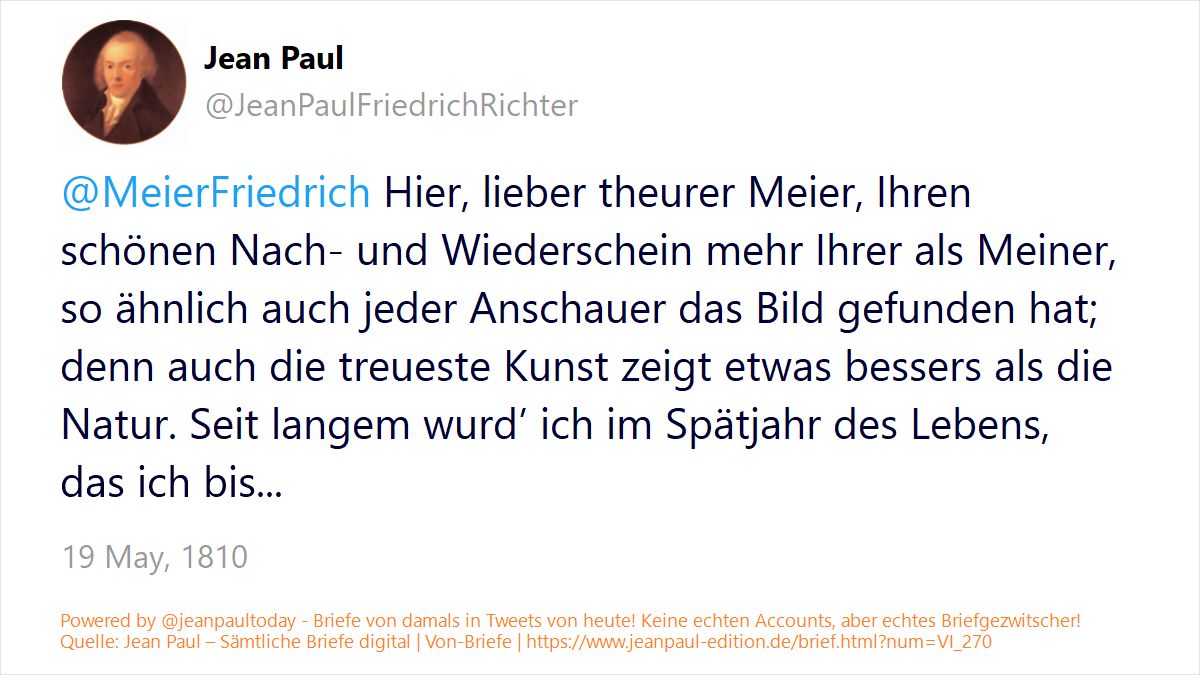 Jean Paul
@JeanPaulFriedrichRichter
@MeierFriedrich Hier, lieber theurer Meier, Ihren
schönen Nach- und Wiederschein mehr Ihrer als Meiner,
so ähnlich auch jeder Anschauer das Bild gefunden hat;
denn auch die treueste Kunst zeigt etwas bessers als die
Natur. Seit langem wurd’ ich im Spätjahr des Lebens,
das ich bis...
19 May, 1810
Powered by @jeanpaultoday - Briefe von damals in Tweets von heute! Keine echten Accounts, aber echtes Briefgezwitscher!
Quelle: Jean Paul – Sämtliche Briefe digital | Von-Briefe | https://www.jeanpaul-edition.de/brief.html?num=VI_270